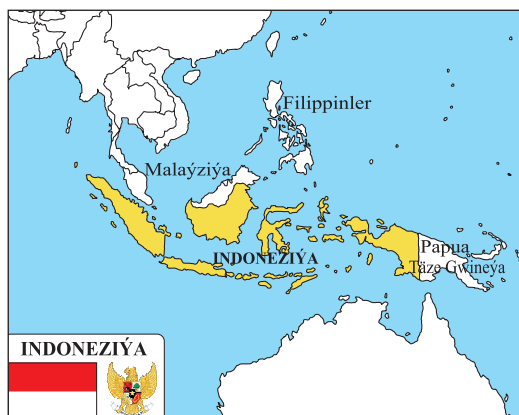 Filippinler
Malaýziýa
INDONEZIÝA
Papua
Täze Gwineýa
INDONEZIÝA